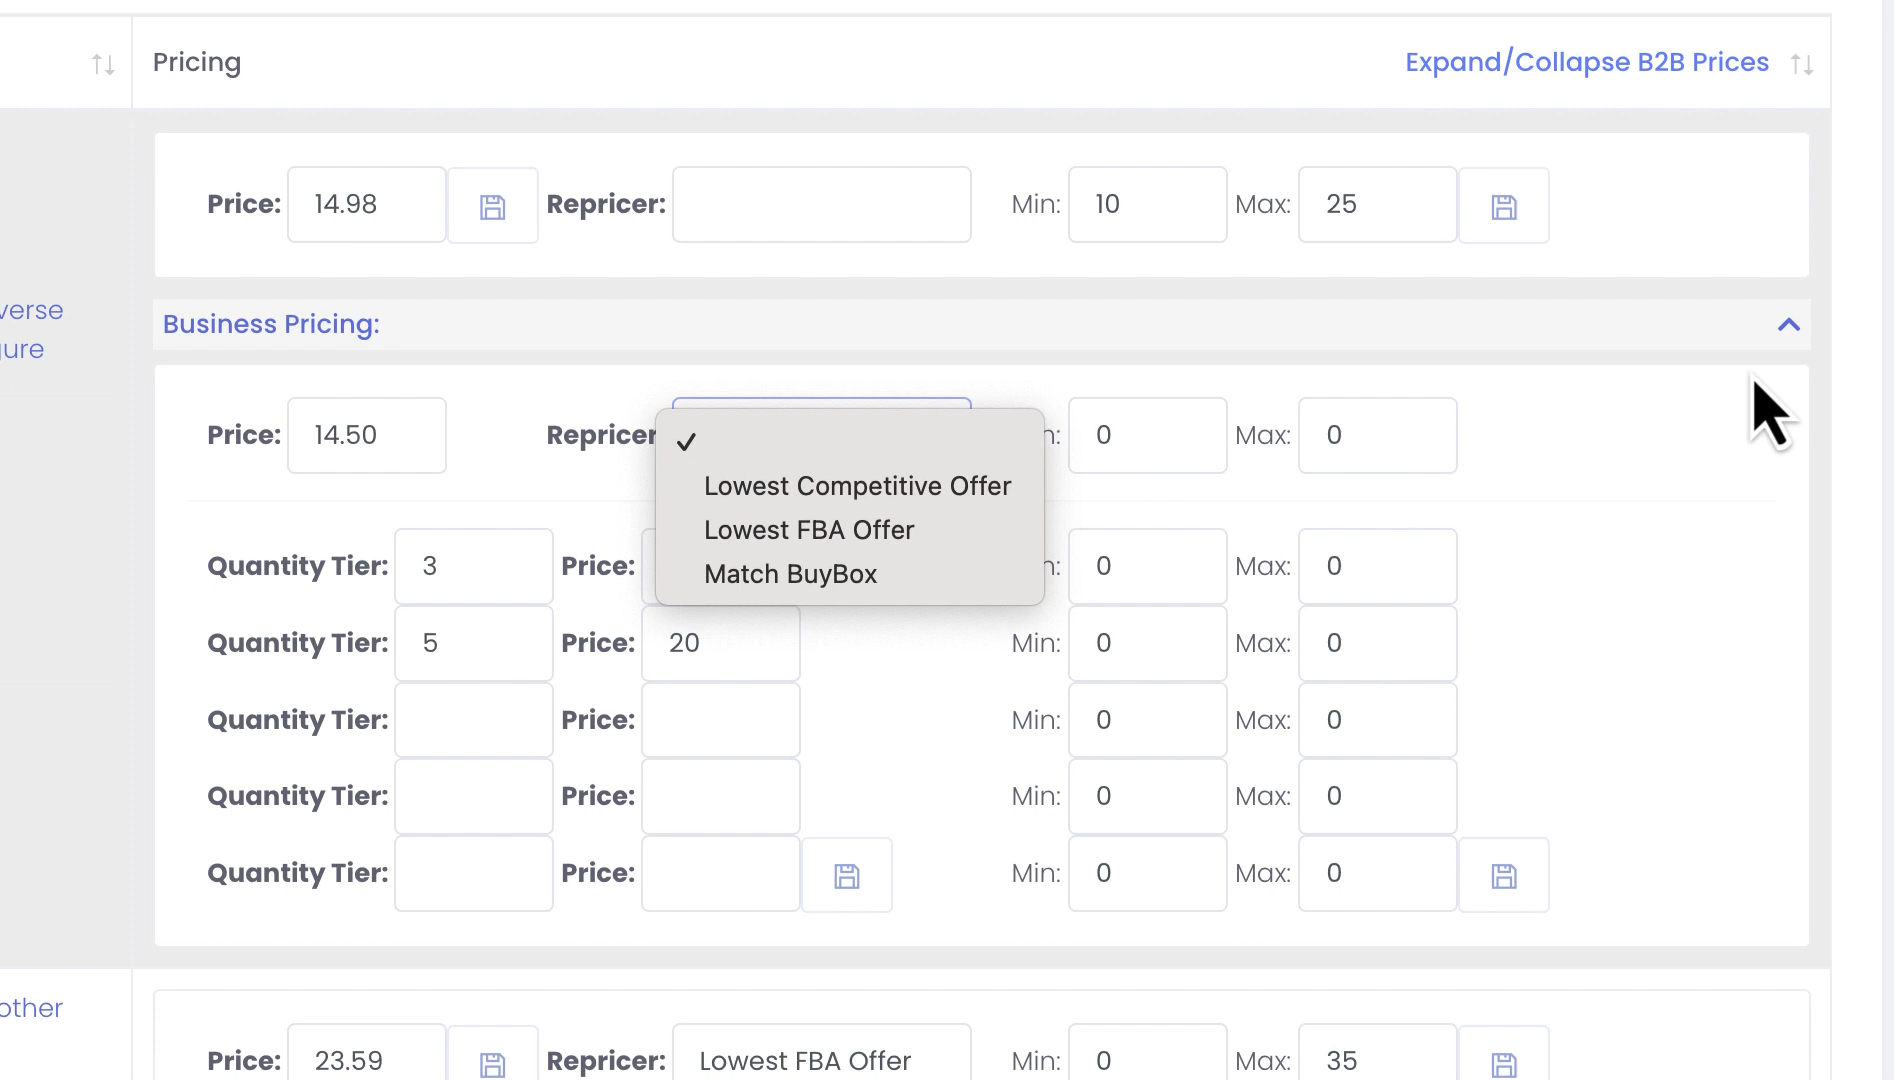 Pricing Expand/Collapse B2B Prices
Price: 14.98 Repricer: Min: 10 Max: 25
verse
gure
Business Pricing:
Price: 14.50 Repricer Max: 0
0
Lowest Competitive Offer
Lowest FBA Offer
Match BuyBox
Quantity Tier: 3 Price: 0 Max: 0
Quantity Tier: 5 Price: 20 Min: 0 Max: 0
Quantity Tier: Price: Min: 0 Max: 0
Quantity Tier: Price: Min: 0 Max: 0
Quantity Tier: Price: Min: 0 Max: 0
other
Price: 23.59 Repricer: Lowest FBA Offer Min: 0 Max: 35